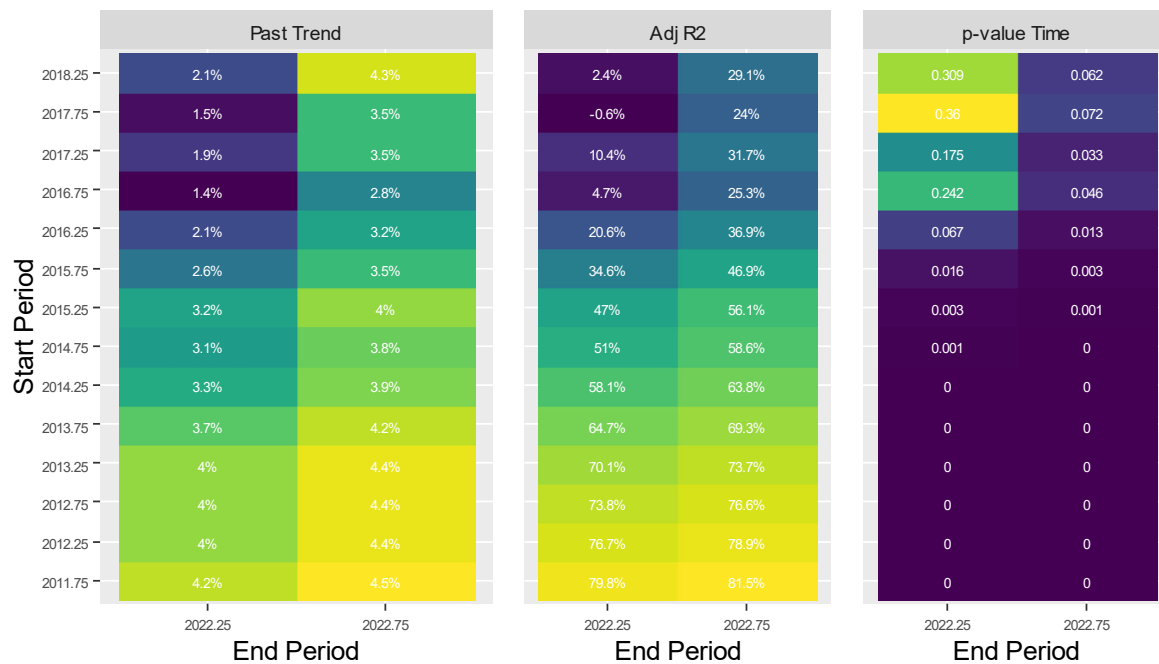 Past Trend Adj R2 p-value Time
2018.25 2.1% 4.3% 2.4% 29.1% 0.309 0.062
2017.75 1.5% 3.5% -0.6% 24% 0.36 0.072
2017.25 1.9% 3.5% 10.4% 31.7% 0.175 0.033
2016.75 1.4% 2.8% 4.7% 25.3% 0.242 0.046
2016.25 2.1% 3.2% 20.6% 36.9% 0.067 0.013
2015.75 2.6% 3.5% 34.6% 46.9% 0.016 0.003
2015.25 3.2% 4% 47% 56.1% 0.003 0.001
2014.75 3.1% 3.8% 51% 58.6% 0.001 0
2014.25 3.3% 3.9% 58.1% 63.8% 0 0
2013.75 3.7% 4.2% 64.7% 69.3% 0 0
2013.25 4% 4.4% 70.1% 73.7% 0 0
2012.75 4% 4.4% 73.8% 76.6% 0 0
2012.25 4% 4.4% 76.7% 78.9% 0 0
2011.75 4.2% 4.5% 79.8% 81.5% 0 0
Start Period
2022.25 2022.75 2022.25 2022.75 2022.25 2022.75
End Period End Period End Period